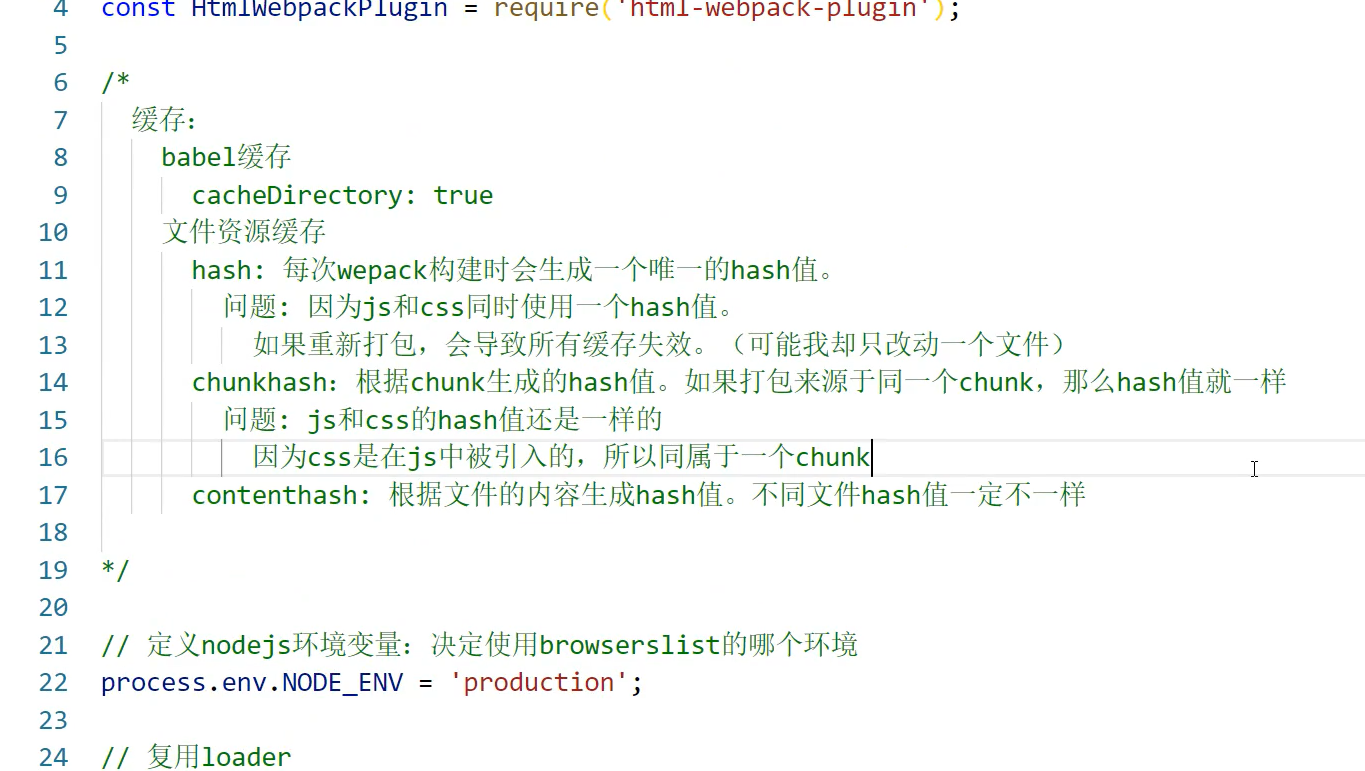 4 const HtmlWebpackPlugin = require('html-webpack-plugin');
5
6 /*
7 缓存：
8 babel缓存
9 cacheDirectory: true
10 文件资源缓存
11 hash: 每次wepack构建时会生成一个唯一的hash值。
12 问题: 因为js和css同时使用一个hash值。
13 如果重新打包，会导致所有缓存失效。（可能我却只改动一个文件）
14 chunkhash：根据chunk生成的hash值。如果打包来源于同一个chunk，那么hash值就一样
15 问题: js和css的hash值还是一样的
16 因为css是在js中被引入的，所以同属于一个chunk
17 contenthash: 根据文件的内容生成hash值。不同文件hash值一定不一样
18
19 */
20
21 // 定义nodejs环境变量：决定使用browserslist的哪个环境
22 process.env.NODE_ENV = 'production';
23
24 // 复用loader